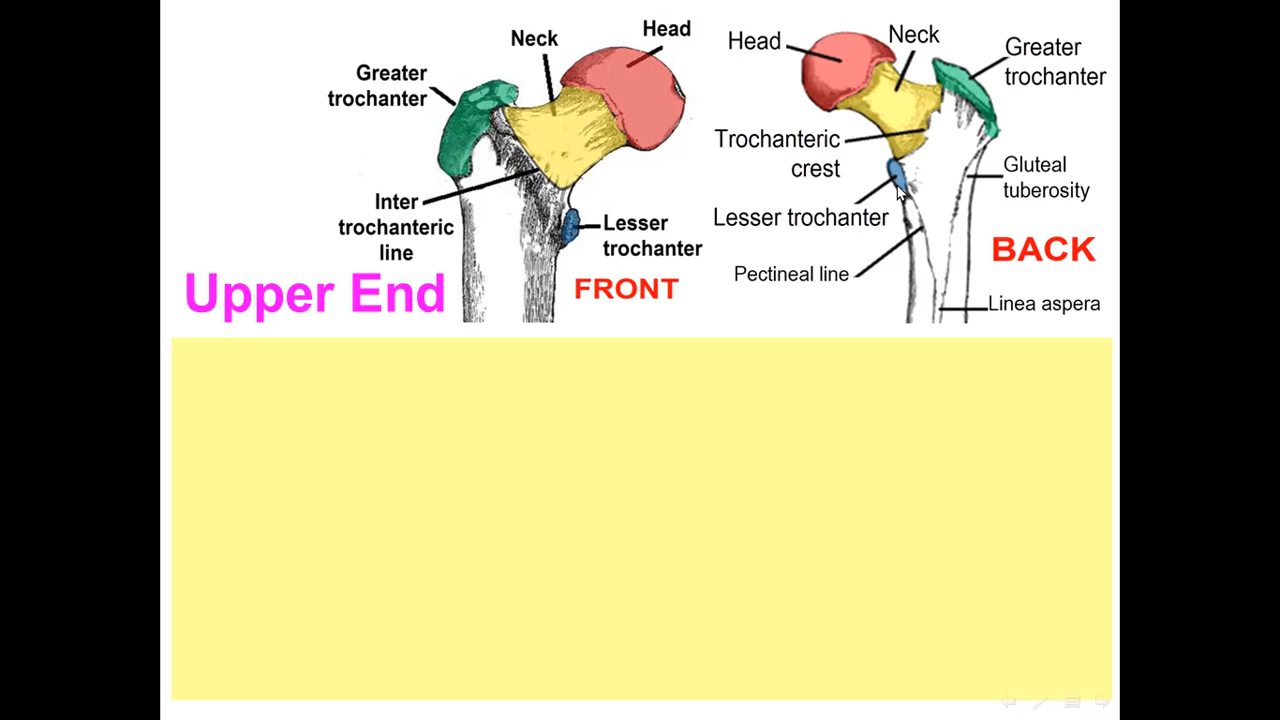 Head
Neck
Greater
trochanter
Inter
trochanteric
line
Lesser
trochanter
Upper End
FRONT
Head
Neck
Greater
trochanter
Trochanteric
crest
Gluteal
tuberosity
Lesser trochanter
Pectineal line
BACK
Linea aspera